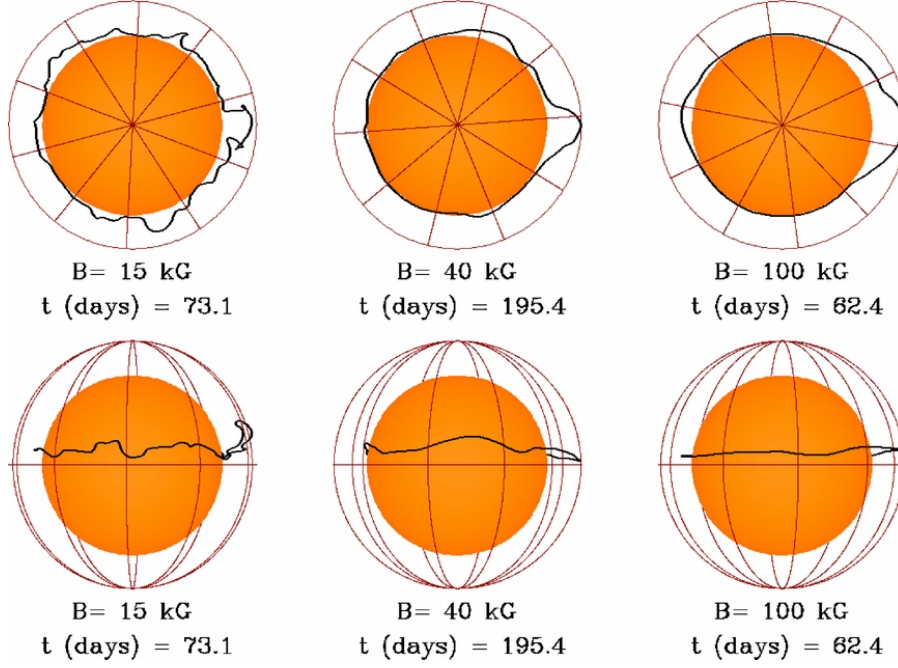 B= 15 kG B= 40 kG B= 100 kG
t (days) = 73.1 t (days) = 195.4 t (days) = 62.4
B= 15 kG B= 40 kG B= 100 kG
t (days) = 73.1 t (days) = 195.4 t (days) = 62.4